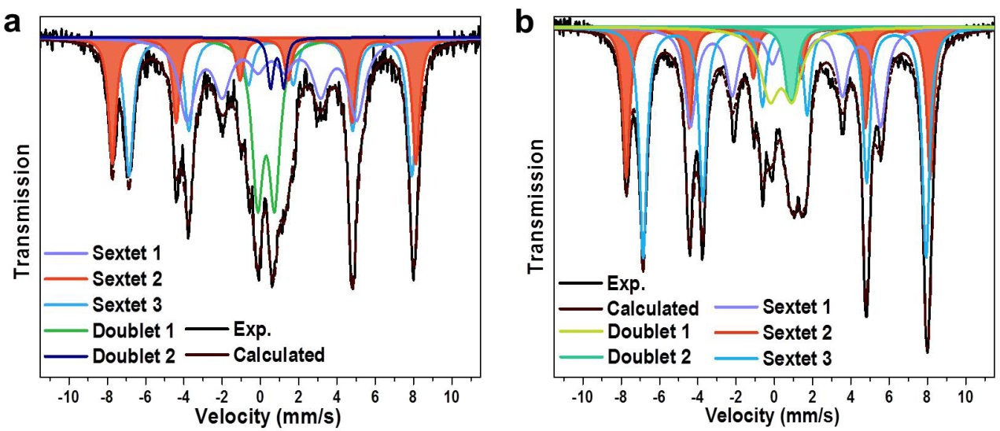 a
Transmission
Sextet 1
Sextet 2
Sextet 3
Doublet 1
Doublet 2
Exp.
Calculated
-10 -8 -6 -4 -2 0 2 4 6 8 10
Velocity (mm/s)
b
Transmission
Exp.
Calculated
Doublet 1
Doublet 2
Sextet 1
Sextet 2
Sextet 3
-10 -8 -6 -4 -2 0 2 4 6 8 10
Velocity (mm/s)